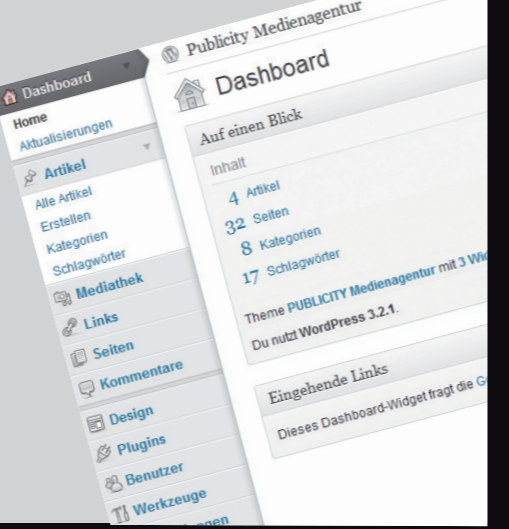 Publicity Medienagentur
Dashboard
Home
Aktualisierungen
Artikel
Alle Artikel
Erstellen
Kategorien
Schlagwörter
Mediathek
Links
Seiten
Kommentare
Design
Plugins
Benutzer
Werkzeuge
Dashboard
Auf einen Blick
Inhalt
4 Artikel
32 Seiten
8 Kategorien
17 Schlagwörter
Theme PUBLICITY Medienagentur mit 3
Du nutzt WordPress 3.2.1.
Eingehende Links
Dieses Dashboard-Widget fragt die